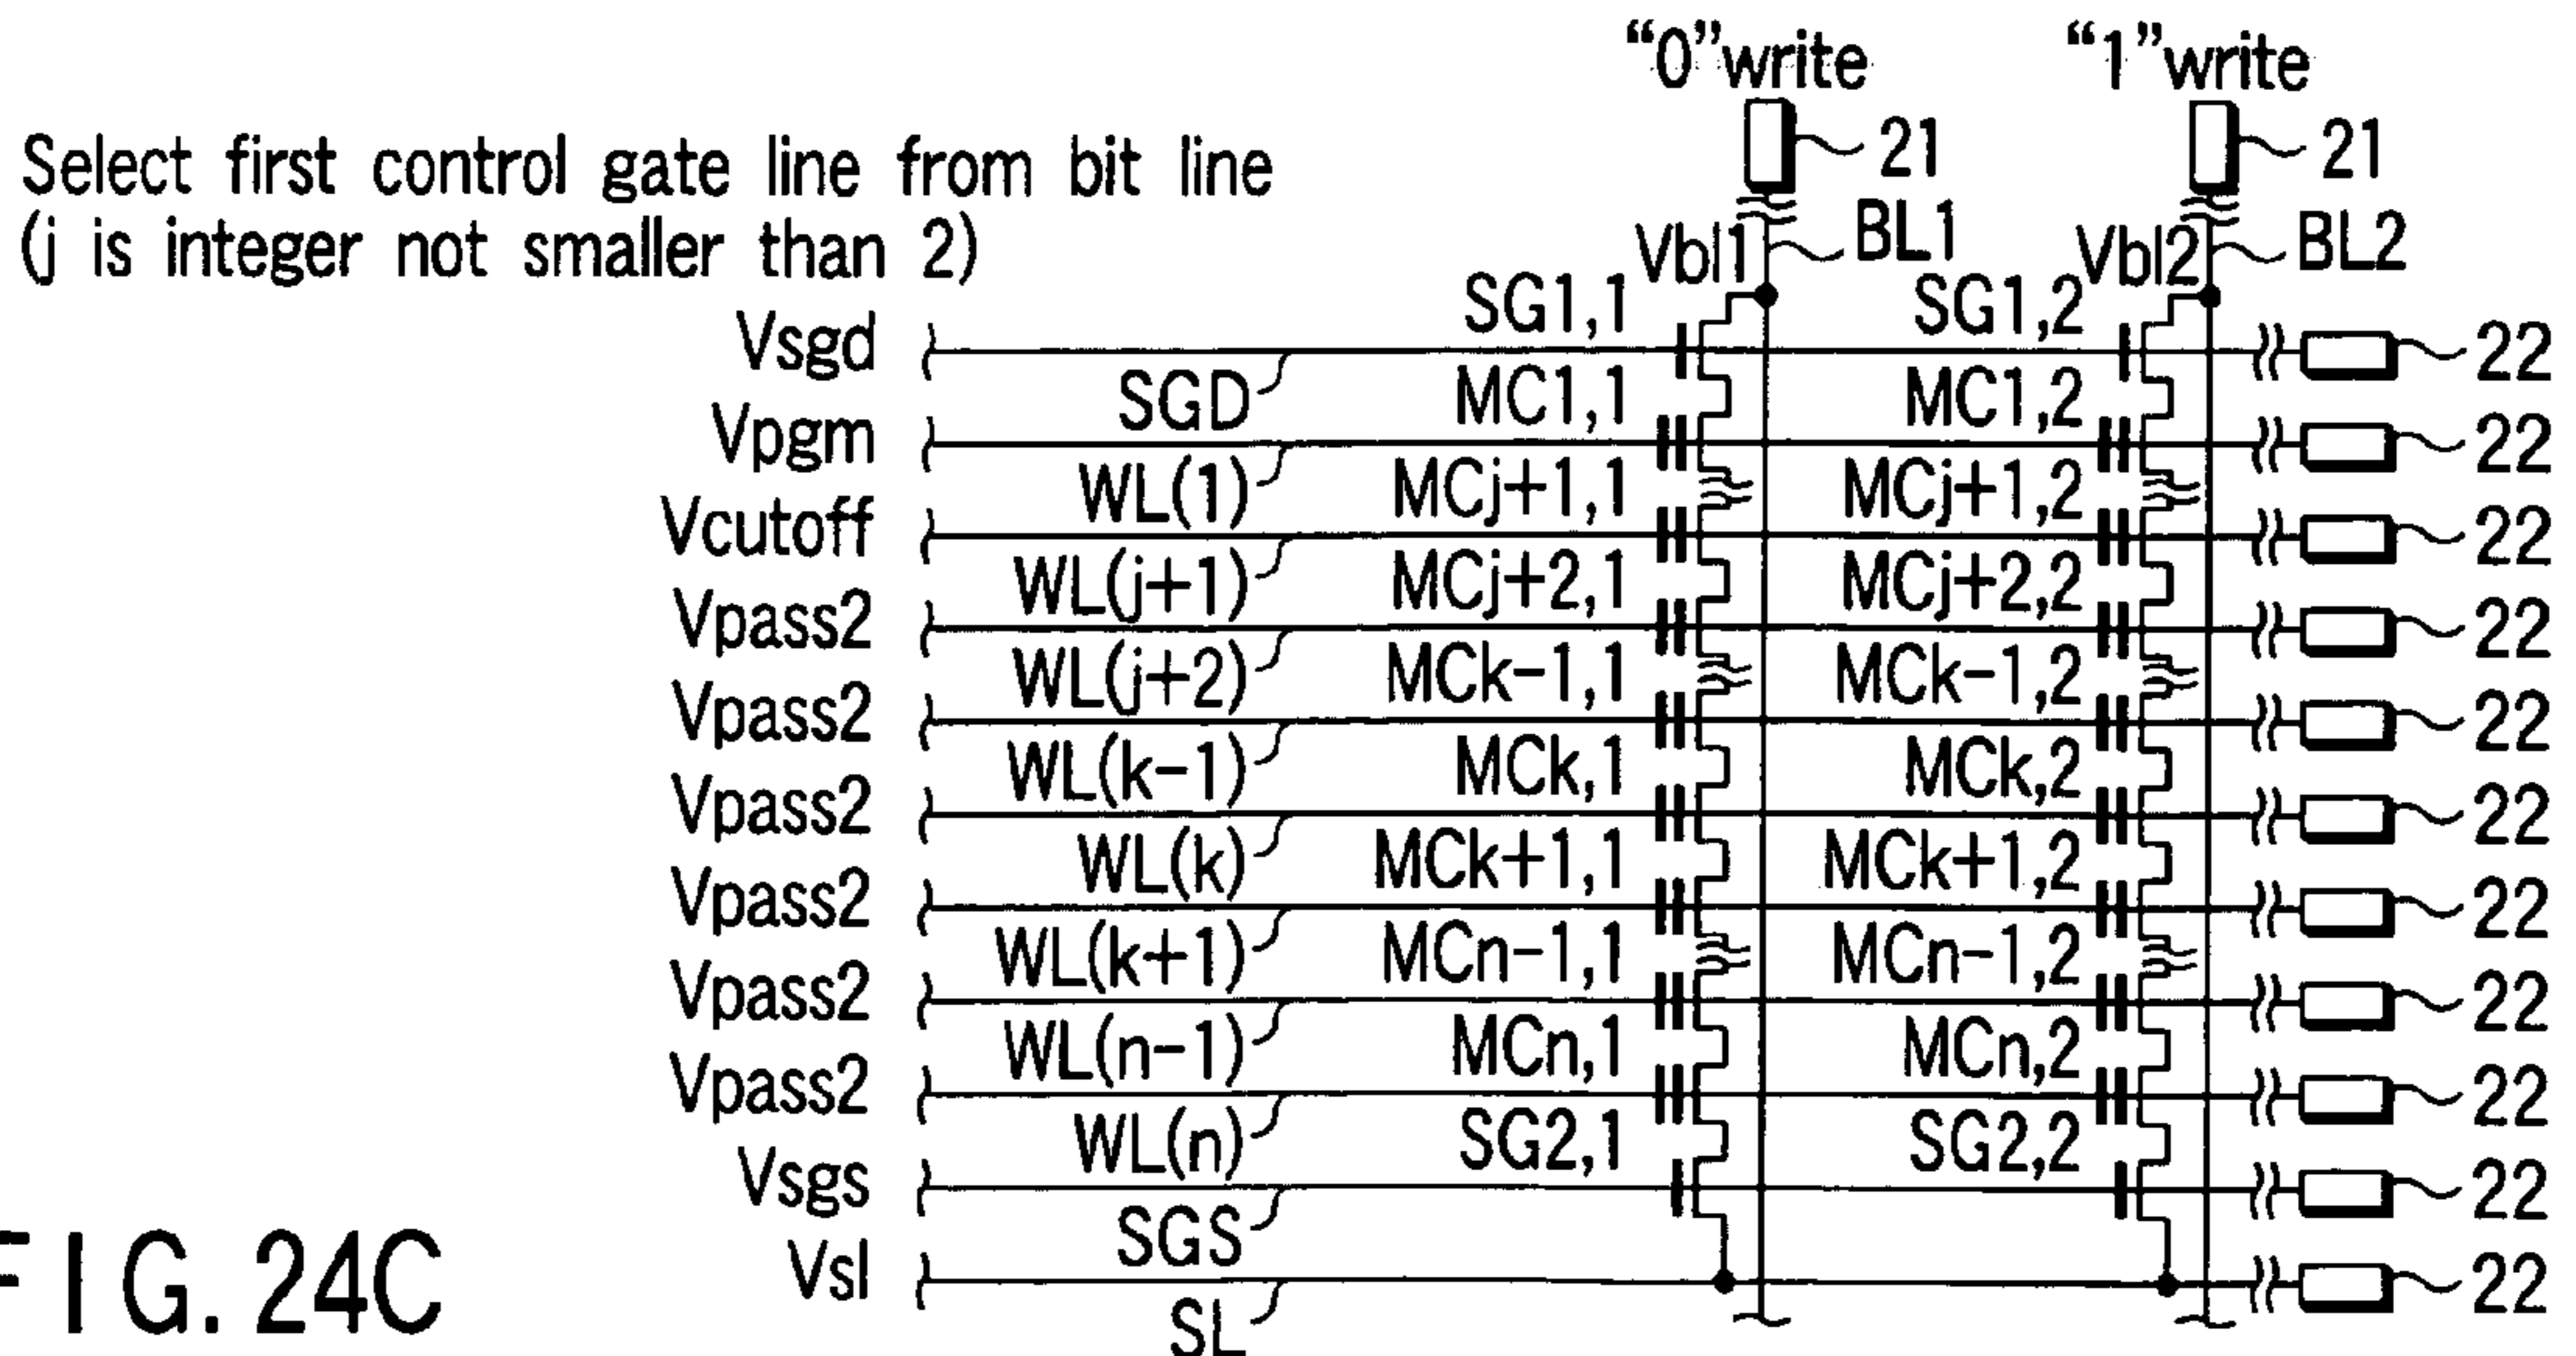 “0”write “1”write
21 21
Select first control gate line from bit line
(j is integer not smaller than 2)
Vbl1 BL1 Vbl2 BL2
SG1,1 SG1,2
Vsgd 22
SGD MC1,1 MC1,2
Vpgm 22
WL(1) MCj+1,1 MCj+1,2
Vcutoff 22
WL(j+1) MCj+2,1 MCj+2,2
Vpass2 22
WL(j+2) MCk-1,1 MCk-1,2
Vpass2 22
WL(k-1) MCk,1 MCk,2
Vpass2 22
WL(k) MCk+1,1 MCk+1,2
Vpass2 22
WL(k+1) MCn-1,1 MCn-1,2
Vpass2 22
WL(n-1) MCn,1 MCn,2
Vpass2 22
WL(n) SG2,1 SG2,2
Vsgs 22
SGS
Vsl 22
SL
FIG. 24C